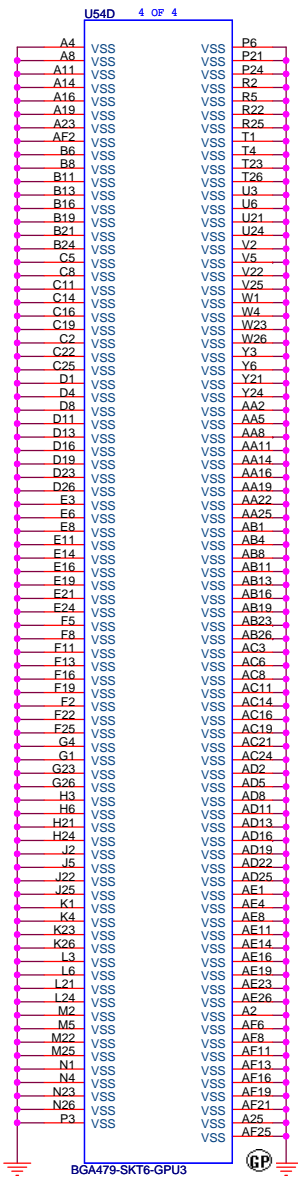 U54D 4 OF 4
A4 VSS VSS P6
A8 VSS VSS P21
A11 VSS VSS P24
A14 VSS VSS R2
A16 VSS VSS R5
A19 VSS VSS R22
A23 VSS VSS R25
AF2 VSS VSS T1
B6 VSS VSS T4
B8 VSS VSS T23
B11 VSS VSS T26
B13 VSS VSS U3
B16 VSS VSS U6
B19 VSS VSS U21
B21 VSS VSS U24
B24 VSS VSS V2
C5 VSS VSS V5
C8 VSS VSS V22
C11 VSS VSS V25
C14 VSS VSS W1
C16 VSS VSS W4
C19 VSS VSS W23
C2 VSS VSS W26
C22 VSS VSS Y3
C25 VSS VSS Y6
D1 VSS VSS Y21
D4 VSS VSS Y24
D8 VSS VSS AA2
D11 VSS VSS AA5
D13 VSS VSS AA8
D16 VSS VSS AA11
D19 VSS VSS AA14
D23 VSS VSS AA16
D26 VSS VSS AA19
E3 VSS VSS AA22
E6 VSS VSS AA25
E8 VSS VSS AB1
E11 VSS VSS AB4
E14 VSS VSS AB8
E16 VSS VSS AB11
E19 VSS VSS AB13
E21 VSS VSS AB16
E24 VSS VSS AB19
F5 VSS VSS AB23
F8 VSS VSS AB26
F11 VSS VSS AC3
F13 VSS VSS AC6
F16 VSS VSS AC8
F19 VSS VSS AC11
F2 VSS VSS AC14
F22 VSS VSS AC16
F25 VSS VSS AC19
G4 VSS VSS AC21
G1 VSS VSS AC24
G23 VSS VSS AD2
G26 VSS VSS AD5
H3 VSS VSS AD8
H6 VSS VSS AD11
H21 VSS VSS AD13
H24 VSS VSS AD16
J2 VSS VSS AD19
J5 VSS VSS AD22
J22 VSS VSS AD25
J25 VSS VSS AE1
K1 VSS VSS AE4
K4 VSS VSS AE8
K23 VSS VSS AE11
K26 VSS VSS AE14
L3 VSS VSS AE16
L6 VSS VSS AE19
L21 VSS VSS AE23
L24 VSS VSS AE26
M2 VSS VSS A2
M5 VSS VSS AF6
M22 VSS VSS AF8
M25 VSS VSS AF11
N1 VSS VSS AF13
N4 VSS VSS AF16
N23 VSS VSS AF19
N26 VSS VSS AF21
P3 VSS VSS A25
VSS AF25
GP
BGA479-SKT6-GPU3